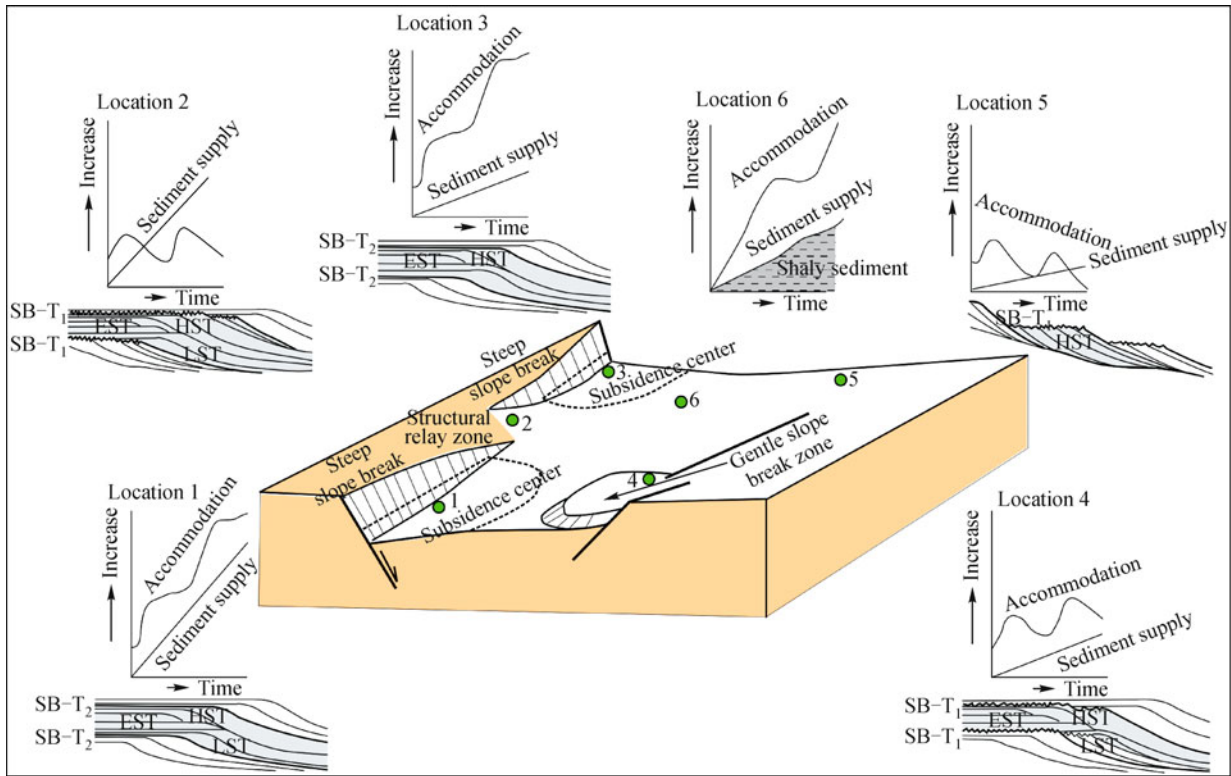 Location 3
Increase
Accommodation
Sediment supply
Time
SB-T2
SB-T2
EST
HST
Location 2
Increase
Sediment supply
Time
SB-T1
SB-T1
EST
HST
LST
Location 6
Increase
Accommodation
Sediment supply
Shaly sediment
Time
Location 5
Increase
Accommodation
Sediment supply
Time
SB-T1
HST
Steep
slope break
3
Subsidence center
5
6
2
Structural
relay zone
Steep
slope break
1
Subsidence center
4
Gentle slope
break zone
Location 1
Increase
Accommodation
Sediment supply
Time
SB-T2
SB-T2
EST
HST
LST
Location 4
Increase
Accommodation
Sediment supply
Time
SB-T1
SB-T1
EST
HST
LST